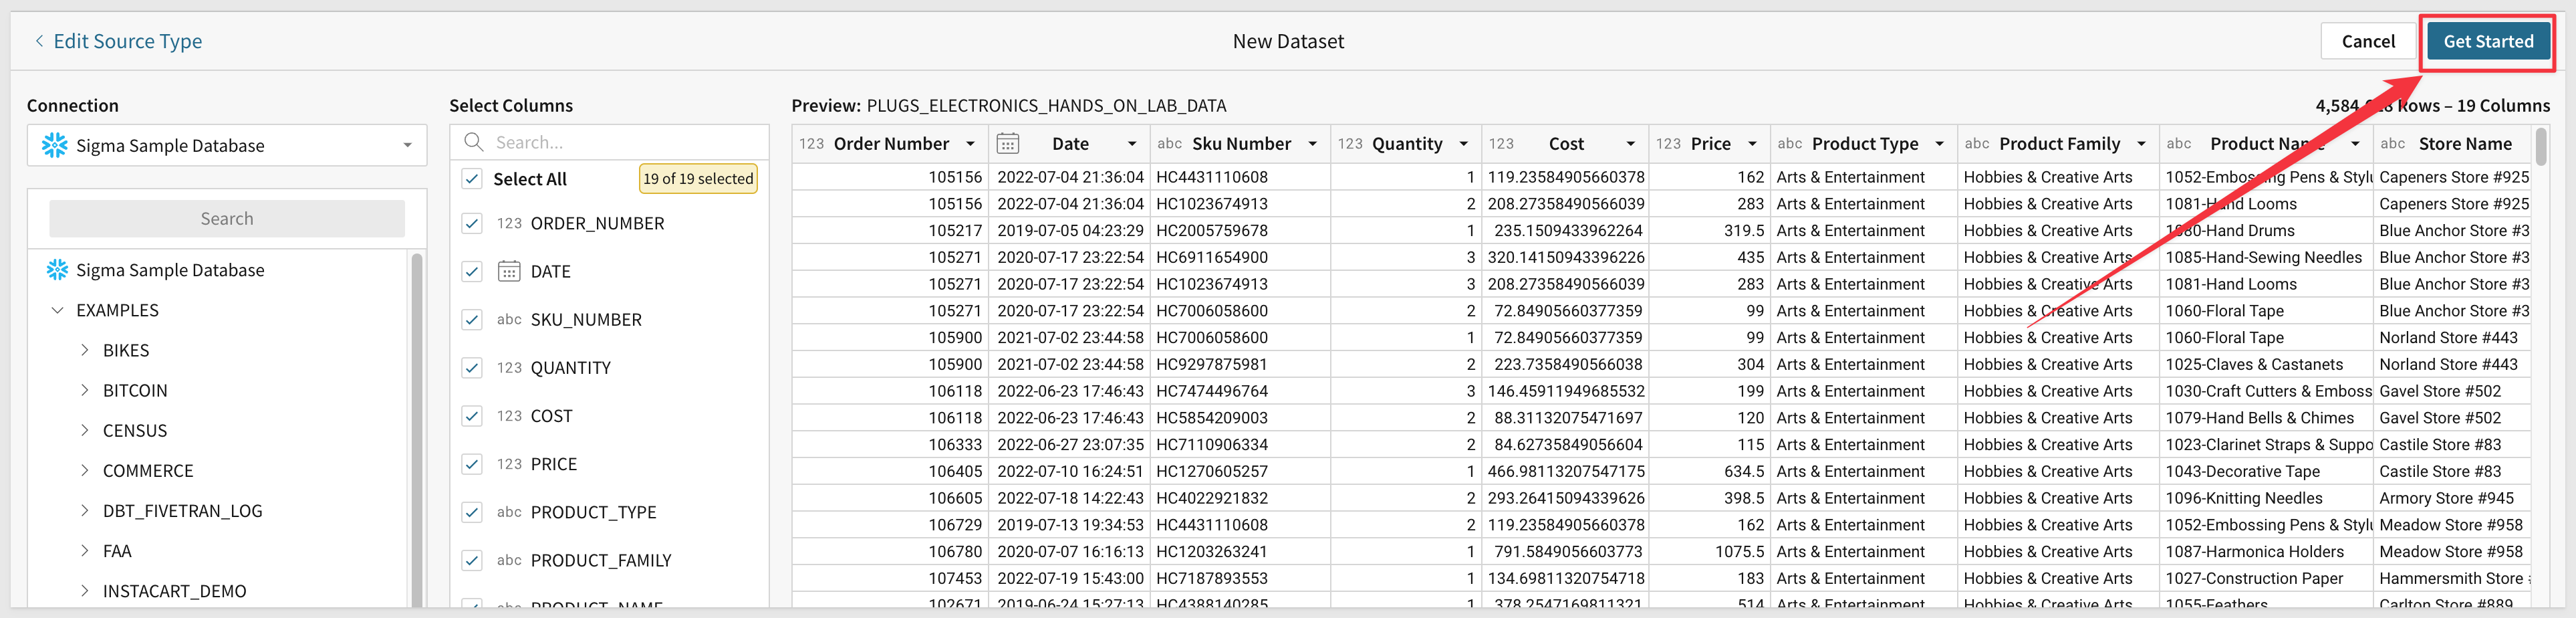 Edit Source Type
New Dataset
Cancel
Get Started
Connection
Sigma Sample Database
Search
Sigma Sample Database
EXAMPLES
BIKES
BITCOIN
CENSUS
COMMERCE
DBT_FIVETRAN_LOG
FAA
INSTACART_DEMO
Select Columns
Search...
Select All 19 of 19 selected
123 ORDER_NUMBER
DATE
abc SKU_NUMBER
123 QUANTITY
123 COST
123 PRICE
abc PRODUCT_TYPE
abc PRODUCT_FAMILY
abc PRODUCT_NAME
Preview: PLUGS_ELECTRONICS_HANDS_ON_LAB_DATA
Rows – 19 Columns
123 Order Number Date abc Sku Number 123 Quantity 123 Cost 123 Price abc Product Type abc Product Family abc Product Name abc Store Name
105156 2022-07-04 21:36:04 HC4431110608 1 119.23584905660378 162 Arts & Entertainment Hobbies & Creative Arts 1052-Embossing Pens & Stylu Capeners Store #925
105156 2022-07-04 21:36:04 HC1023674913 2 208.27358490566039 283 Arts & Entertainment Hobbies & Creative Arts 1081-Hand Looms Capeners Store #925
105217 2019-07-05 04:23:29 HC2005759678 1 235.1509433962264 319.5 Arts & Entertainment Hobbies & Creative Arts 1080-Hand Drums Blue Anchor Store #3
105271 2020-07-17 23:22:54 HC6911654900 3 320.14150943396226 435 Arts & Entertainment Hobbies & Creative Arts 1085-Hand-Sewing Needles Blue Anchor Store #3
105271 2020-07-17 23:22:54 HC1023674913 3 208.27358490566039 283 Arts & Entertainment Hobbies & Creative Arts 1081-Hand Looms Blue Anchor Store #3
105271 2020-07-17 23:22:54 HC7006058600 2 72.84905660377359 99 Arts & Entertainment Hobbies & Creative Arts 1060-Floral Tape Blue Anchor Store #3
105900 2021-07-02 23:44:58 HC7006058600 1 72.84905660377359 99 Arts & Entertainment Hobbies & Creative Arts 1060-Floral Tape Norland Store #443
105900 2021-07-02 23:44:58 HC9297875981 2 223.7358490566038 304 Arts & Entertainment Hobbies & Creative Arts 1025-Claves & Castanets Norland Store #443
106118 2022-06-23 17:46:43 HC7474496764 3 146.45911949685532 199 Arts & Entertainment Hobbies & Creative Arts 1030-Craft Cutters & Emboss Gavel Store #502
106118 2022-06-23 17:46:43 HC5854209003 2 88.31132075471697 120 Arts & Entertainment Hobbies & Creative Arts 1079-Hand Bells & Chimes Gavel Store #502
106333 2022-06-27 23:07:35 HC7110906334 2 84.62735849056604 115 Arts & Entertainment Hobbies & Creative Arts 1023-Clarinet Straps & Suppo Castile Store #83
106405 2022-07-10 16:24:51 HC1270605257 1 466.98113207547175 634.5 Arts & Entertainment Hobbies & Creative Arts 1043-Decorative Tape Castile Store #83
106605 2022-07-18 14:22:43 HC4022921832 2 293.26415094339626 398.5 Arts & Entertainment Hobbies & Creative Arts 1096-Knitting Needles Armory Store #945
106729 2019-07-13 19:34:53 HC4431110608 2 119.23584905660378 162 Arts & Entertainment Hobbies & Creative Arts 1052-Embossing Pens & Stylu Meadow Store #958
106780 2020-07-07 16:16:13 HC1203263241 1 791.5849056603773 1075.5 Arts & Entertainment Hobbies & Creative Arts 1087-Harmonica Holders Meadow Store #958
107453 2022-07-19 15:43:00 HC7187893553 1 134.69811320754718 183 Arts & Entertainment Hobbies & Creative Arts 1027-Construction Paper Hammersmith Store
102671 2019-06-24 15:27:13 HC4388140285 1 378.2547169811321 514 Arts & Entertainment Hobbies & Creative Arts 1055-Feathers Carlton Store #889